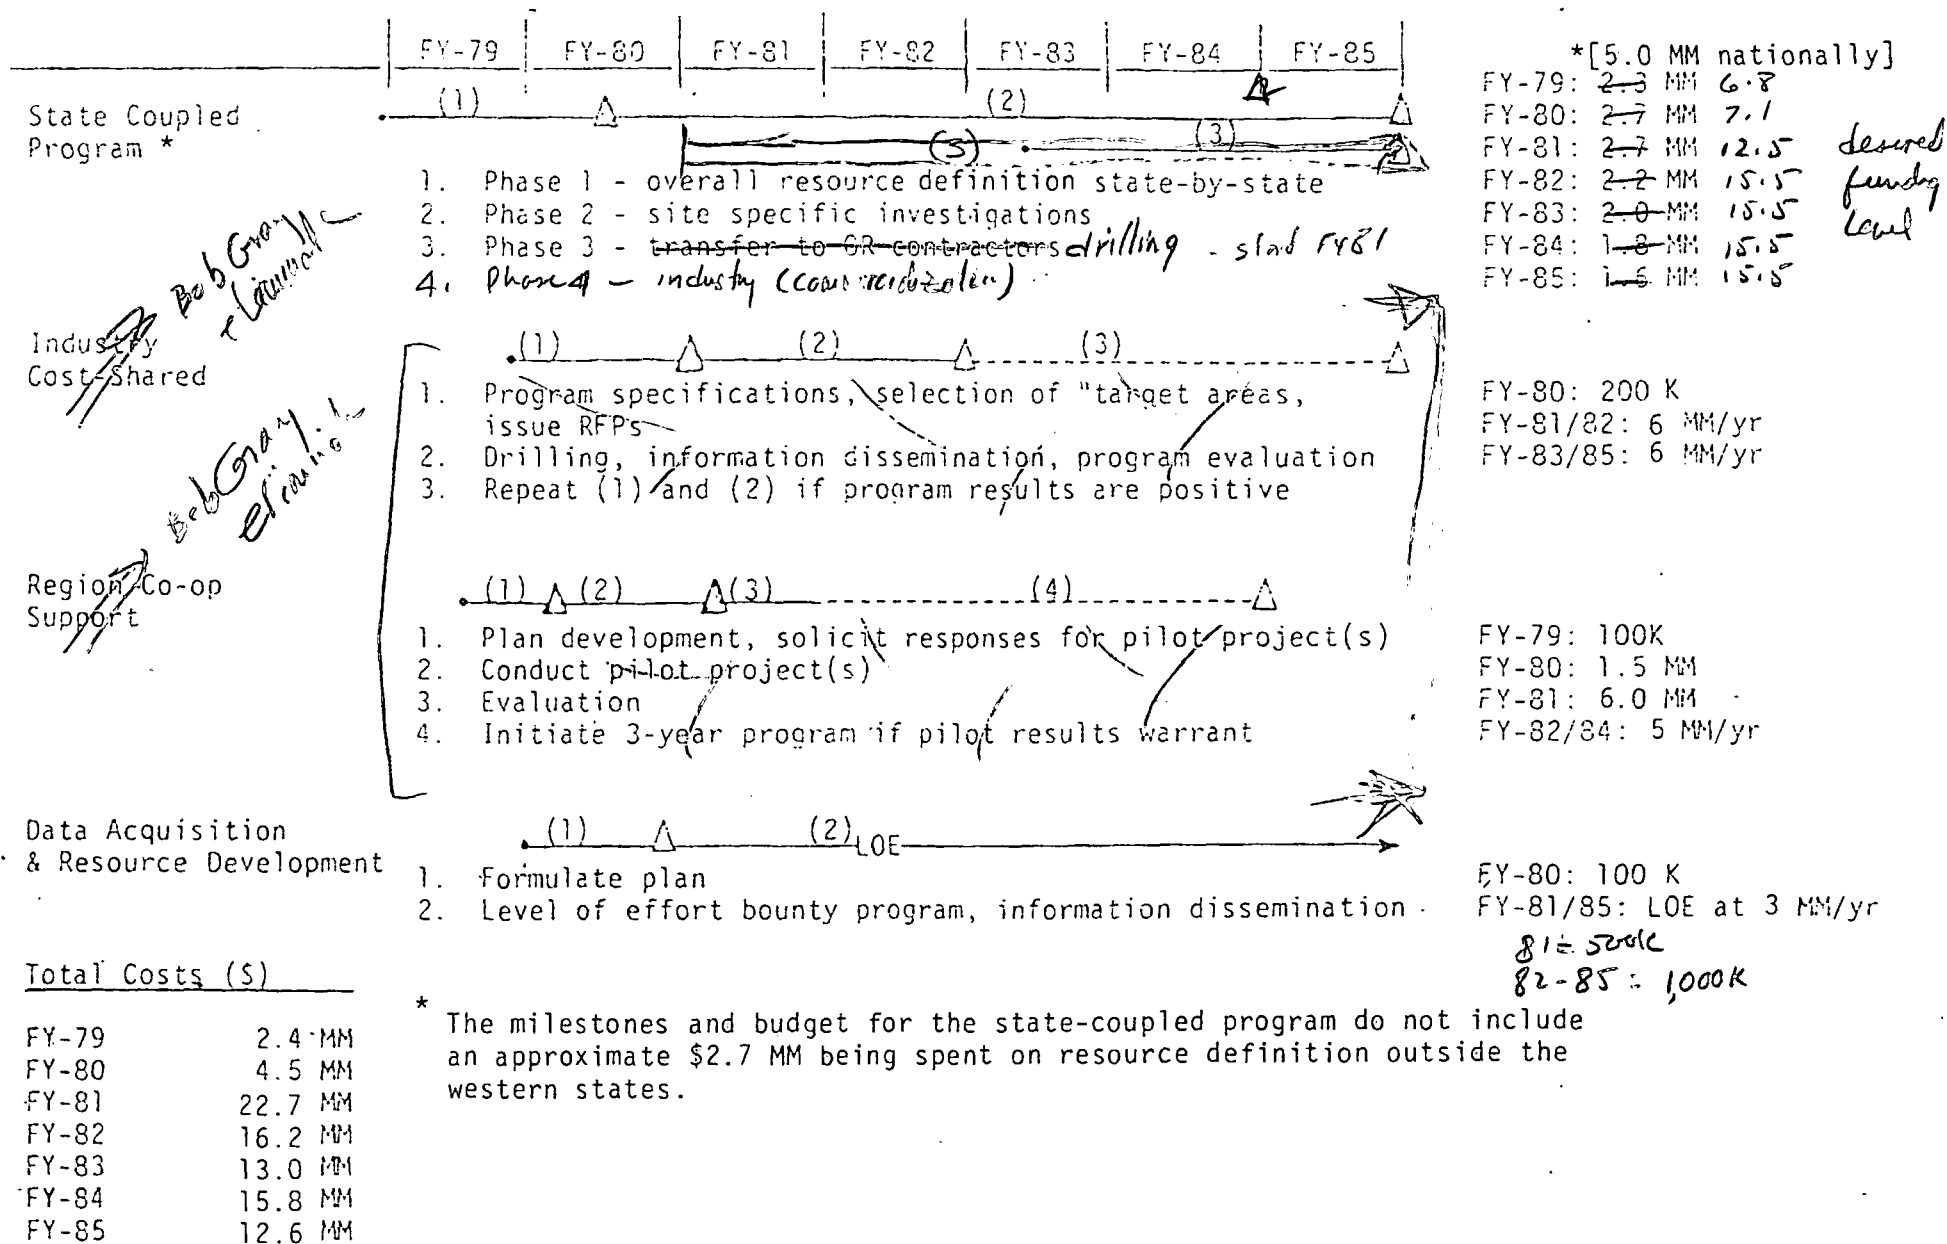 FY-79 FY-80 FY-81 FY-82 FY-83 FY-84 FY-85
State Coupled
Program *
(1) (2)
(3) (3)
1. Phase 1 - overall resource definition state-by-state
2. Phase 2 - site specific investigations
3. Phase 3 - transfer to GR contractors drilling - start FY81
4. Phase 4 - industry
*[5.0 MM nationally]
FY-79: 2.3 MM 6.8
FY-80: 2.7 MM 7.1
FY-81: 2.7 MM 12.5 desired
FY-82: 2.2 MM 15.5 funding
FY-83: 2.0 MM 15.5 level
FY-84: 1.8 MM 15.5
FY-85: 1.6 MM 15.5
Bob Gray
Industry
Cost-Shared
(1) (2) (3)
1. Program specifications, selection of "target areas,
issue RFPs
2. Drilling, information dissemination, program evaluation
3. Repeat (1) and (2) if program results are positive
FY-80: 200 K
FY-81/82: 6 MM/yr
FY-83/85: 6 MM/yr
Bob Gray
Region Co-op
Support
(1) (2) (3) (4)
1. Plan development, solicit responses for pilot project(s)
2. Conduct pilot project(s)
3. Evaluation
4. Initiate 3-year program if pilot results warrant
FY-79: 100K
FY-80: 1.5 MM
FY-81: 6.0 MM
FY-82/84: 5 MM/yr
Data Acquisition
& Resource Development
(1) (2) LOE
1. Formulate plan
2. Level of effort bounty program, information dissemination
FY-80: 100 K
FY-81/85: LOE at 3 MM/yr
81 = 500K
82-85 = 1,000K
Total Costs ($)
FY-79 2.4 MM
FY-80 4.5 MM
FY-81 22.7 MM
FY-82 16.2 MM
FY-83 13.0 MM
FY-84 15.8 MM
FY-85 12.6 MM
* The milestones and budget for the state-coupled program do not include
an approximate $2.7 MM being spent on resource definition outside the
western states.